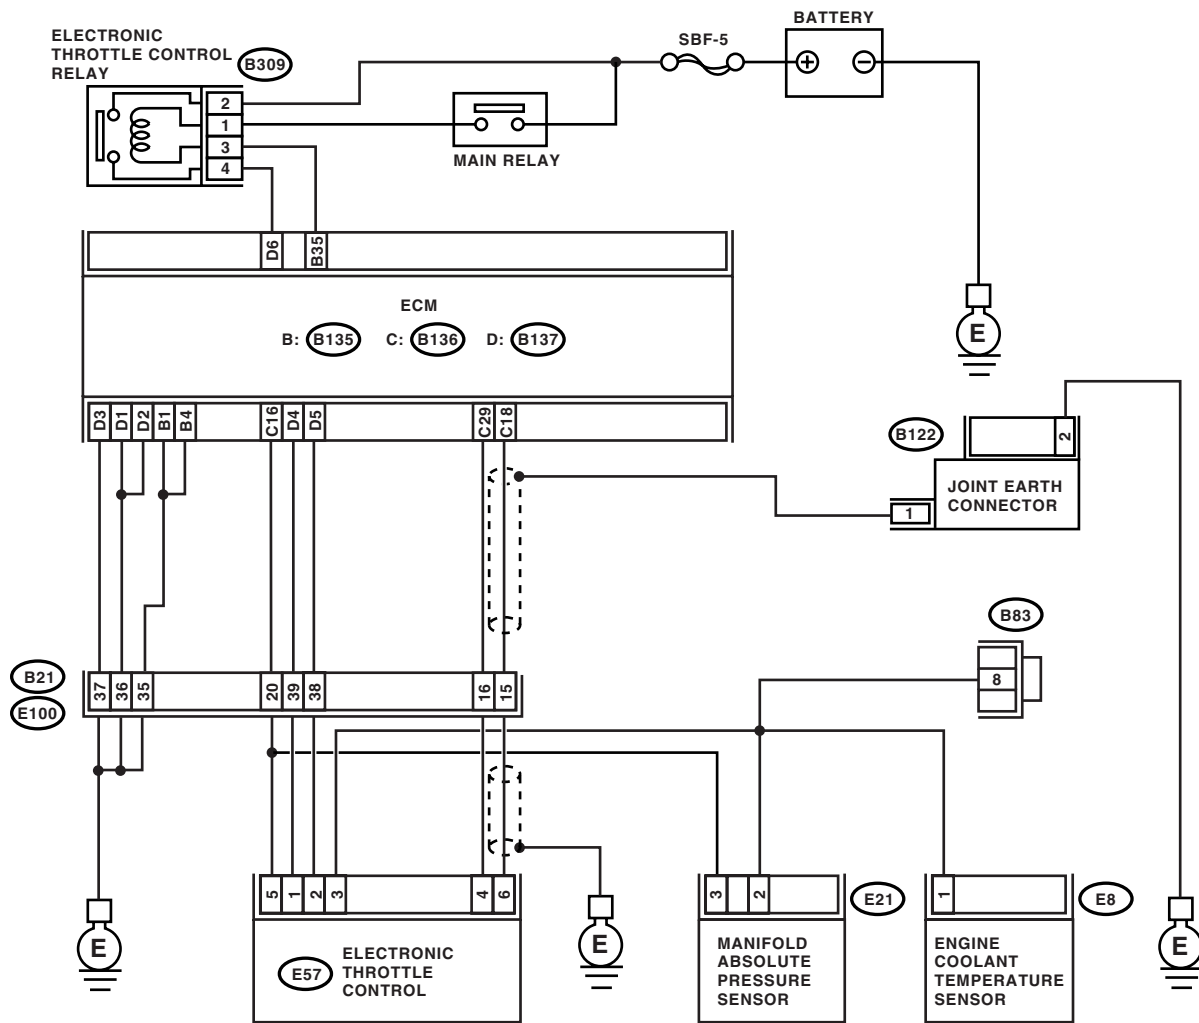 BATTERY
ELECTRONIC
THROTTLE CONTROL
RELAY
B309
SBF-5
2
1
3
4
MAIN RELAY
D6
B35
ECM
B: B135 C: B136 D: B137
E
D3
D1
D2
B1
B4
C16
D4
D5
C29
C18
B122
2
JOINT EARTH
CONNECTOR
1
B83
8
B21
E100
37
36
35
20
39
38
16
15
5
1
2
3
4
6
3
2
E21
1
E8
E
E57
ELECTRONIC
THROTTLE
CONTROL
E
MANIFOLD
ABSOLUTE
PRESSURE
SENSOR
ENGINE
COOLANT
TEMPERATURE
SENSOR
E